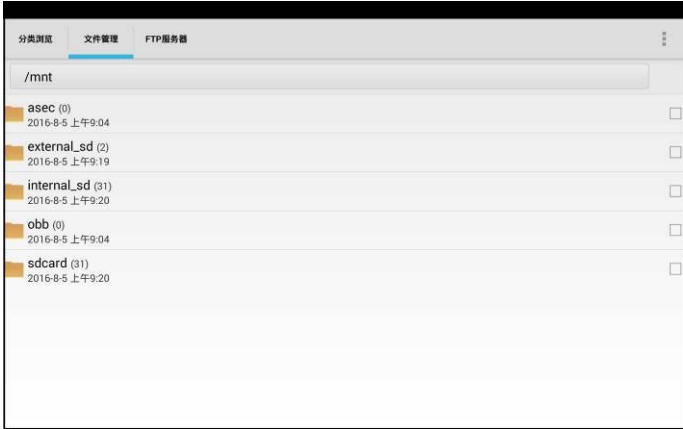 分类浏览 文件管理 FTP服务器
/mnt
asec (0)
2016-8-5 上午9:04
external_sd (2)
2016-8-5 上午9:19
internal_sd (31)
2016-8-5 上午9:20
obb (0)
2016-8-5 上午9:04
sdcard (31)
2016-8-5 上午9:20